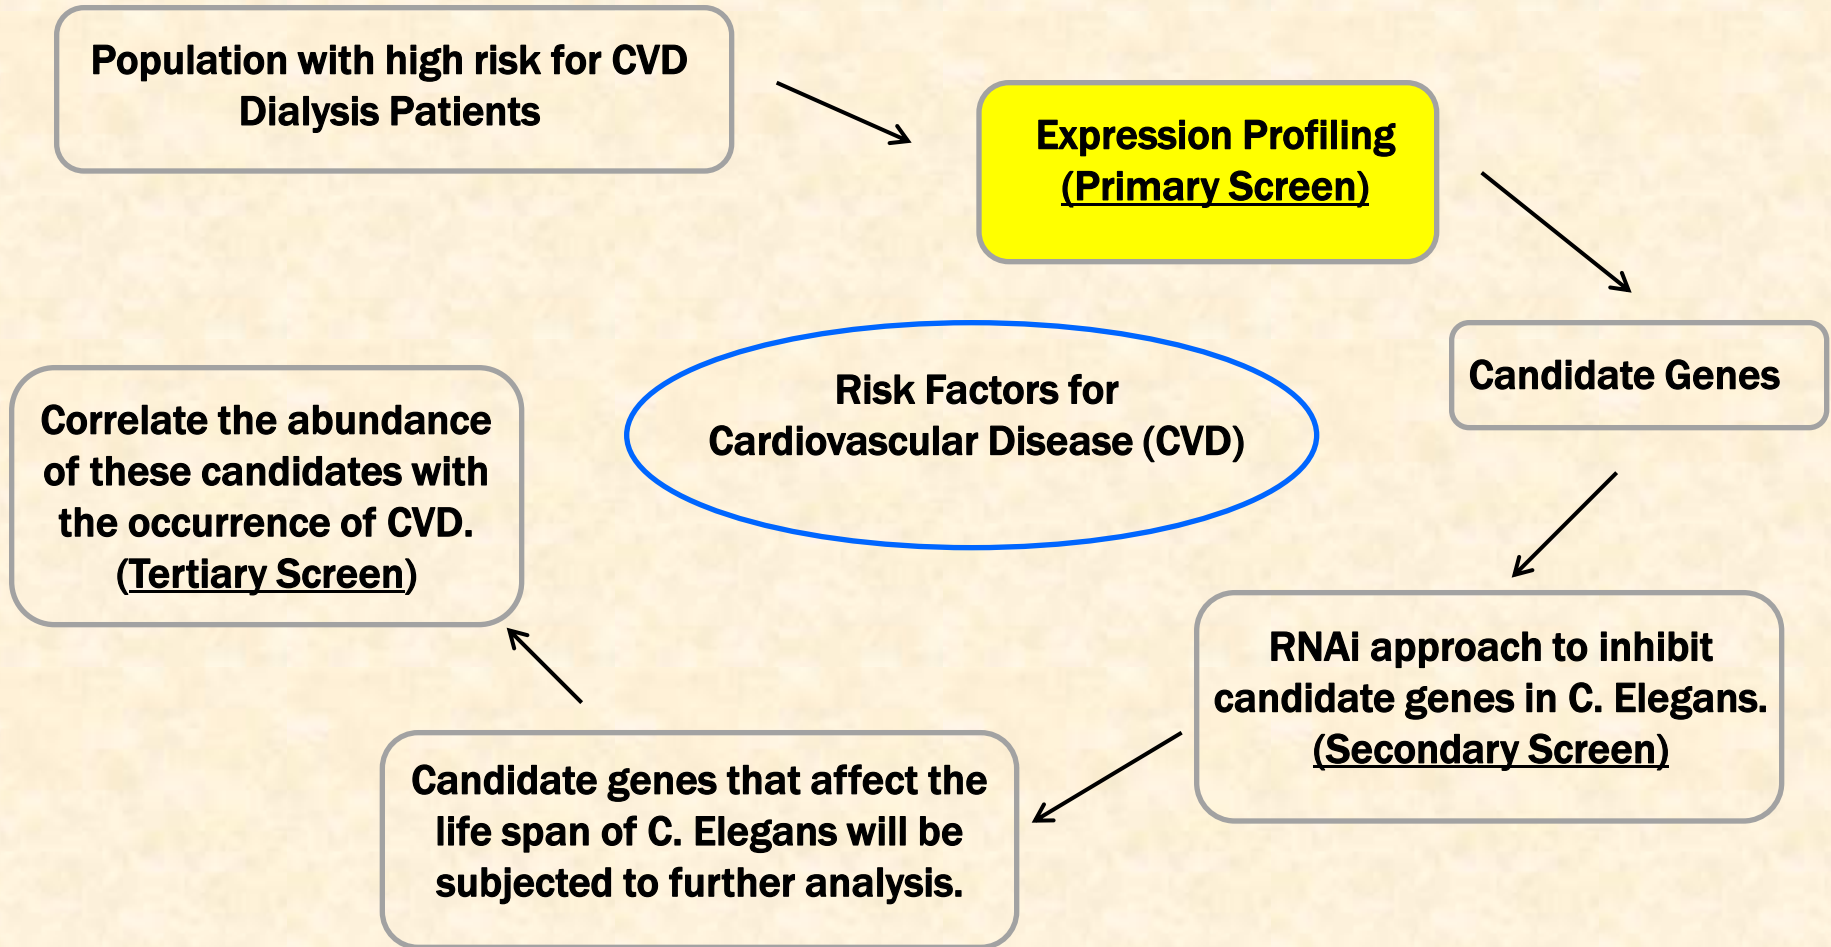 Population with high risk for CVD
Dialysis Patients
Expression Profiling
(Primary Screen)
Candidate Genes
RNAi approach to inhibit
candidate genes in C. Elegans.
(Secondary Screen)
Candidate genes that affect the
life span of C. Elegans will be
subjected to further analysis.
Correlate the abundance
of these candidates with
the occurrence of CVD.
(Tertiary Screen)
Risk Factors for
Cardiovascular Disease (CVD)